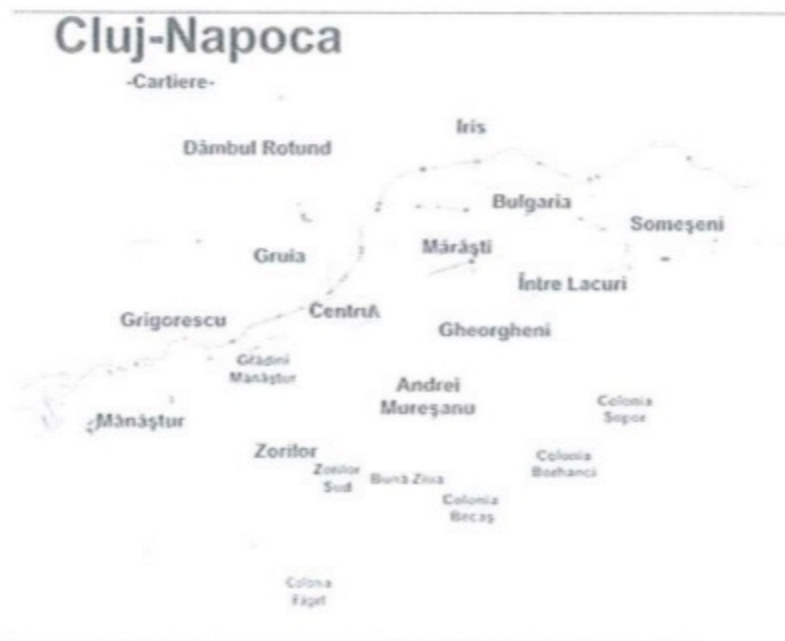 Cluj-Napoca
-Cartiere-
Iris
Dâmbul Rotund
Bulgaria
Someşeni
Mărăşti
Gruia
Între Lacuri
Centru
Grigorescu
Gheorgheni
Grădini
Mănăştur
Andrei
Mureşanu
Colonia
Sopor
Mănăştur
Zorilor
Colonia
Borhanci
Zorilor
Sud
Bună Ziua
Colonia
Becaş
Colonia
Făget